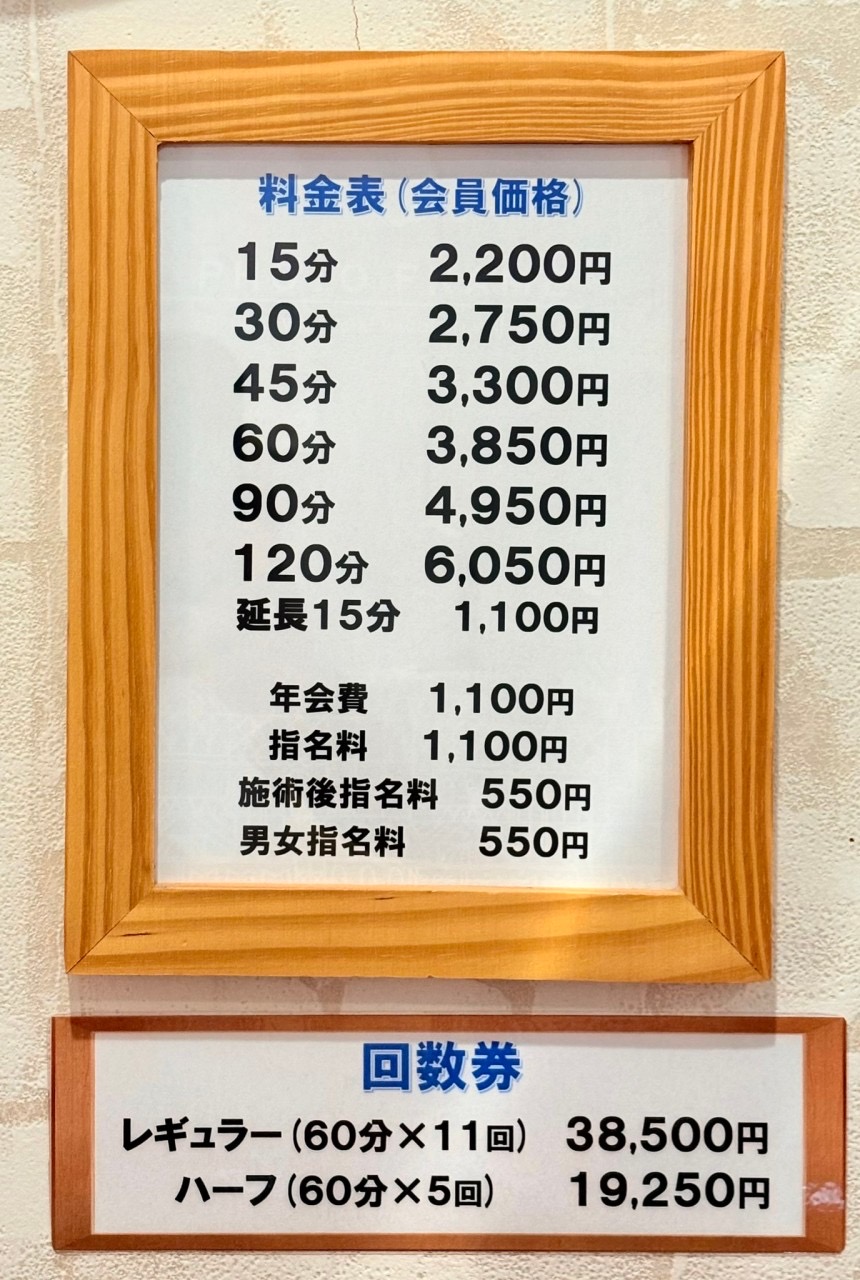 料金表(会員価格)
15分 2,200円
30分 2,750円
45分 3,300円
60分 3,850円
90分 4,950円
120分 6,050円
延長15分 1,100円
年会費 1,100円
指名料 1,100円
施術後指名料 550円
男女指名料 550円
回数券
レギュラー(60分×11回) 38,500円
ハーフ(60分×5回) 19,250円